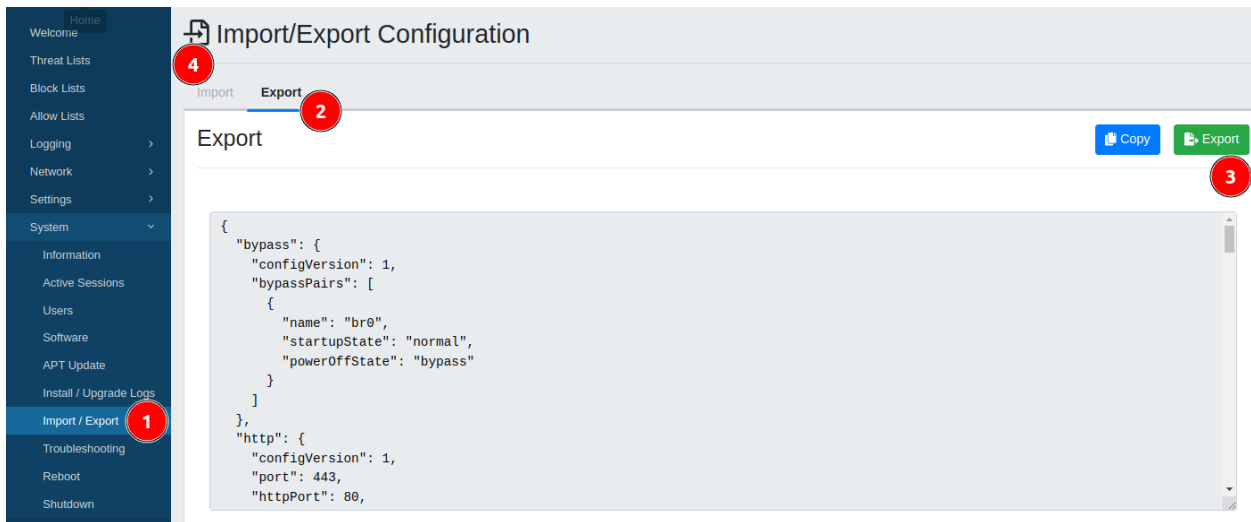 Home
Welcome
Threat Lists
Block Lists
Allow Lists
Logging
Network
Settings
System
Information
Active Sessions
Users
Software
APT Update
Install / Upgrade Logs
Import / Export 1
Troubleshooting
Reboot
Shutdown
Import/Export Configuration
4
Import Export
2
Export Copy Export
3
{
  "bypass": {
    "configVersion": 1,
    "bypassPairs": [
      {
        "name": "br0",
        "startupState": "normal",
        "powerOffState": "bypass"
      }
    ]
  },
  "http": {
    "configVersion": 1,
    "port": 443,
    "httpPort": 80,